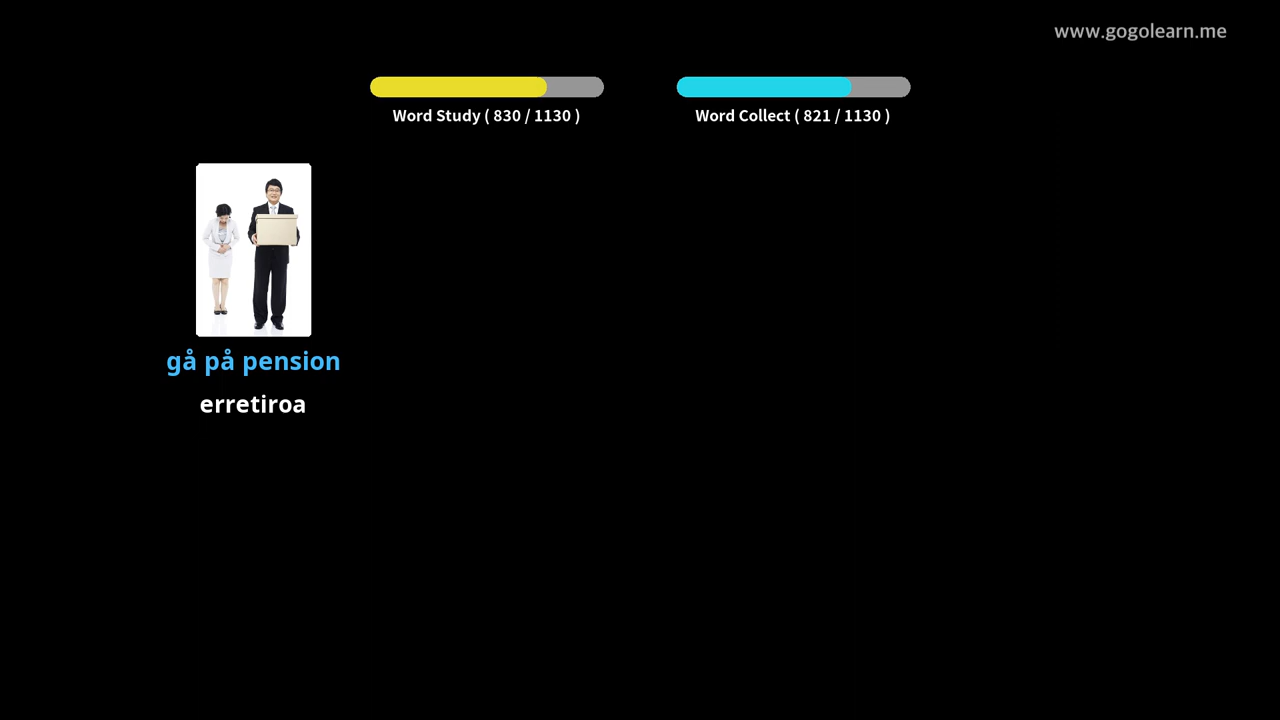 www.gogolearn.me
Word Study ( 830 / 1130 )
Word Collect ( 821 / 1130 )
gå på pension
erretiroa